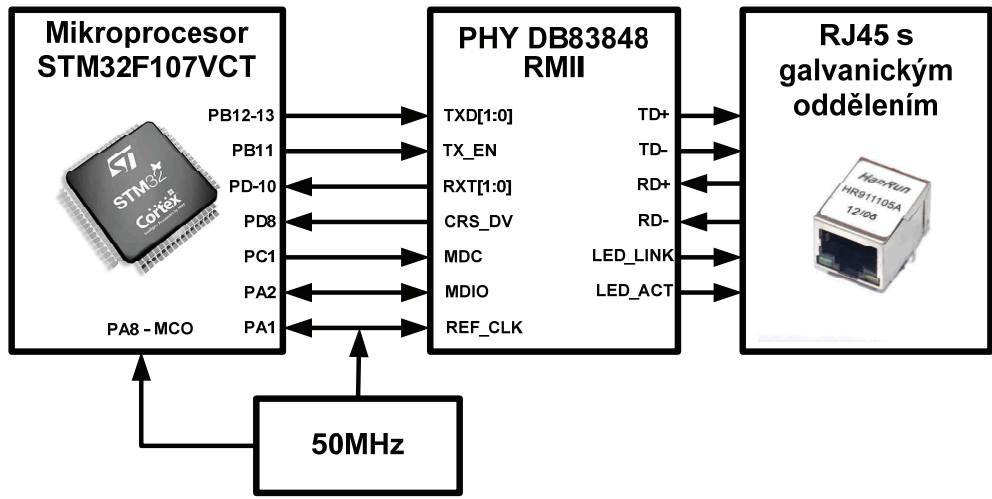 Mikroprocesor
STM32F107VCT
PB12-13
PB11
PD-10
PD8
PC1
PA2
PA8 - MCO
PA1
ST
STM32
Cortex
PHY DB83848
RMII
TXD[1:0]
TX_EN
RXT[1:0]
CRS_DV
MDC
MDIO
REF_CLK
TD+
TD-
RD+
RD-
LED_LINK
LED_ACT
RJ45 s
galvanickým
oddělením
HanRun
HR911105A
12/06
50MHz